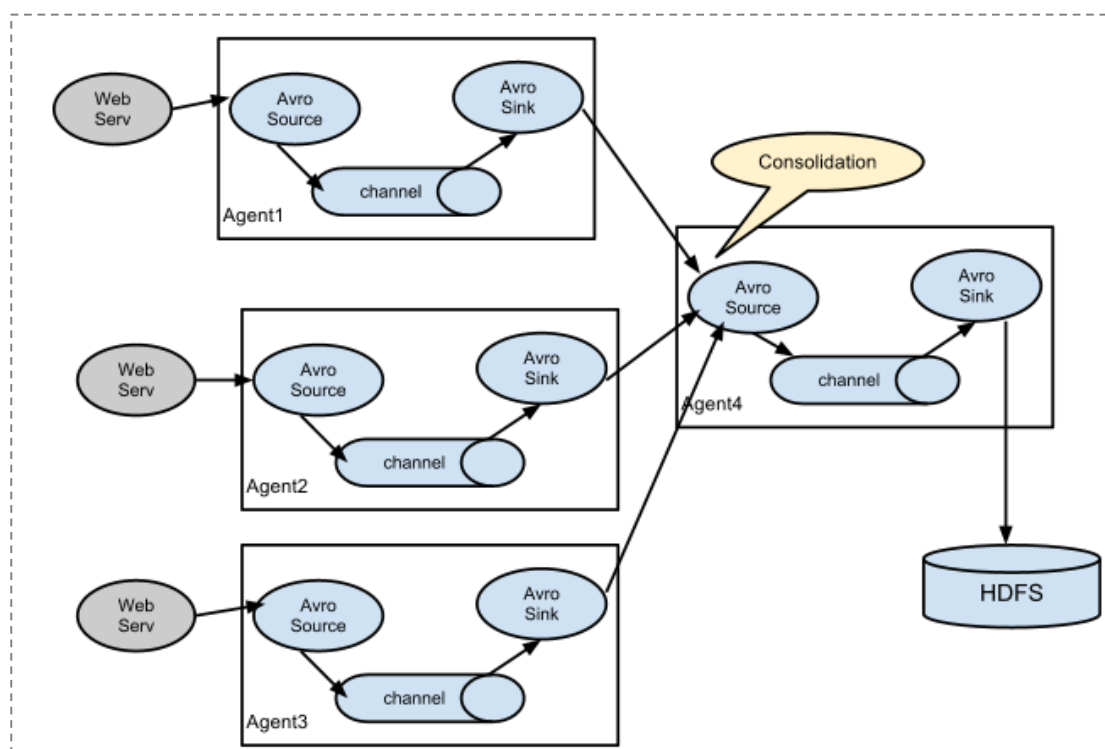 Web
Serv
Avro
Source
Avro
Sink
channel
Agent1
Consolidation
Web
Serv
Avro
Source
Avro
Sink
channel
Agent2
Avro
Source
Avro
Sink
channel
Agent4
Web
Serv
Avro
Source
Avro
Sink
channel
Agent3
HDFS